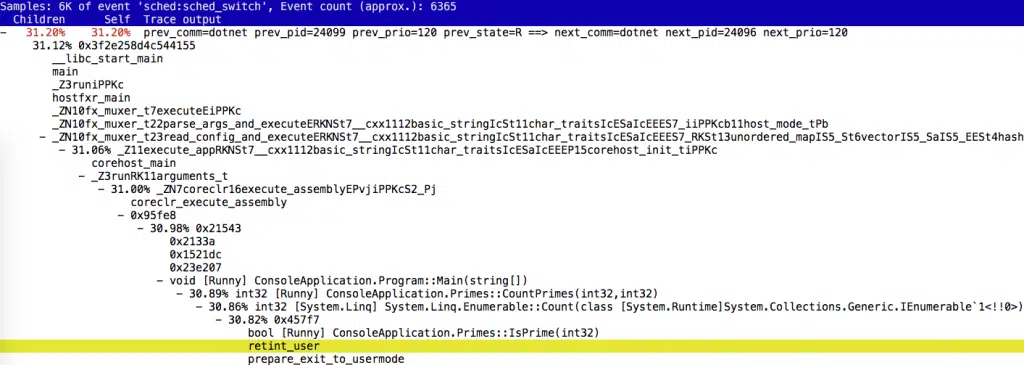 Samples: 6K of event 'sched:sched_switch', Event count (approx.): 6365
Children Self Trace output
- 31.20% 31.20% prev_comm=dotnet prev_pid=24099 prev_prio=120 prev_state=R ==> next_comm=dotnet next_pid=24096 next_prio=120
31.12% 0x3f2e258d4c544155
__libc_start_main
main
_Z3runiPPKc
hostfxr_main
_ZN10fx_muxer_t7executeEiPPKc
_ZN10fx_muxer_t22parse_args_and_executeERKNSt7__cxx1112basic_stringIcSt11char_traitsIcESaIcEEES7_iiPPKcb11host_mode_tPb
- _ZN10fx_muxer_t23read_config_and_executeERKNSt7__cxx1112basic_stringIcSt11char_traitsIcESaIcEEES7_RKSt13unordered_mapIS5_St6vectorIS5_SaIS5_EESt4hash
- 31.06% _Z11execute_appRKNSt7__cxx1112basic_stringIcSt11char_traitsIcESaIcEEEP15corehost_init_tiPPKc
corehost_main
- _Z3runRK11arguments_t
- 31.00% _ZN7coreclr16execute_assemblyEPvjiPPKcS2_Pj
coreclr_execute_assembly
- 0x95fe8
- 30.98% 0x21543
0x2133a
0x1521dc
0x23e207
- void [Runny] ConsoleApplication.Program::Main(string[])
- 30.89% int32 [Runny] ConsoleApplication.Primes::CountPrimes(int32,int32)
- 30.86% int32 [System.Linq] System.Linq.Enumerable::Count(class [System.Runtime]System.Collections.Generic.IEnumerable`1<!!0>)
- 30.82% 0x457f7
bool [Runny] ConsoleApplication.Primes::IsPrime(int32)
retint_user
prepare_exit_to_usermode